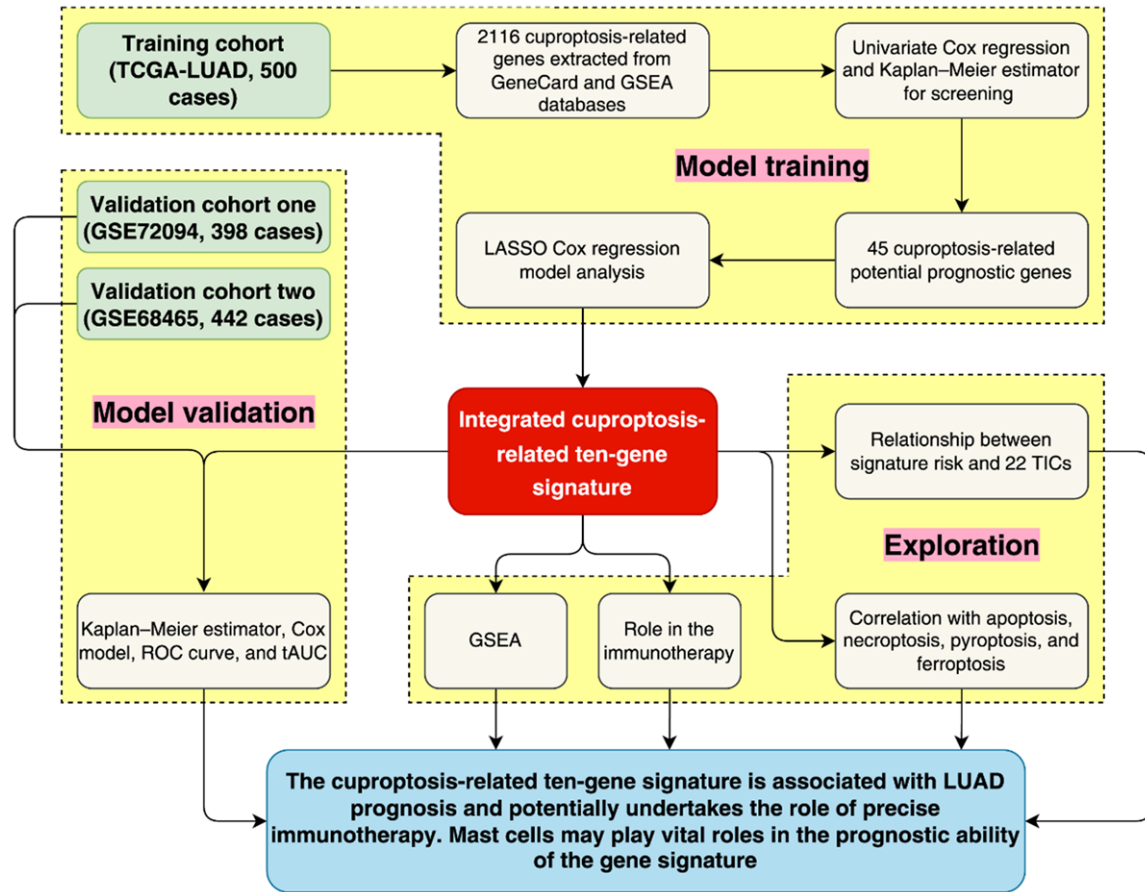 Training cohort
(TCGA-LUAD, 500
cases)
2116 cuproptosis-related
genes extracted from
GeneCard and GSEA
databases
Univariate Cox regression
and Kaplan–Meier estimator
for screening
Model training
LASSO Cox regression
model analysis
45 cuproptosis-related
potential prognostic genes
Validation cohort one
(GSE72094, 398 cases)
Validation cohort two
(GSE68465, 442 cases)
Model validation
Integrated cuproptosis-
related ten-gene
signature
Relationship between
signature risk and 22 TICs
Exploration
Kaplan–Meier estimator, Cox
model, ROC curve, and tAUC
GSEA
Role in the
immunotherapy
Correlation with apoptosis,
necroptosis, pyroptosis, and
ferroptosis
The cuproptosis-related ten-gene signature is associated with LUAD
prognosis and potentially undertakes the role of precise
immunotherapy. Mast cells may play vital roles in the prognostic ability
of the gene signature